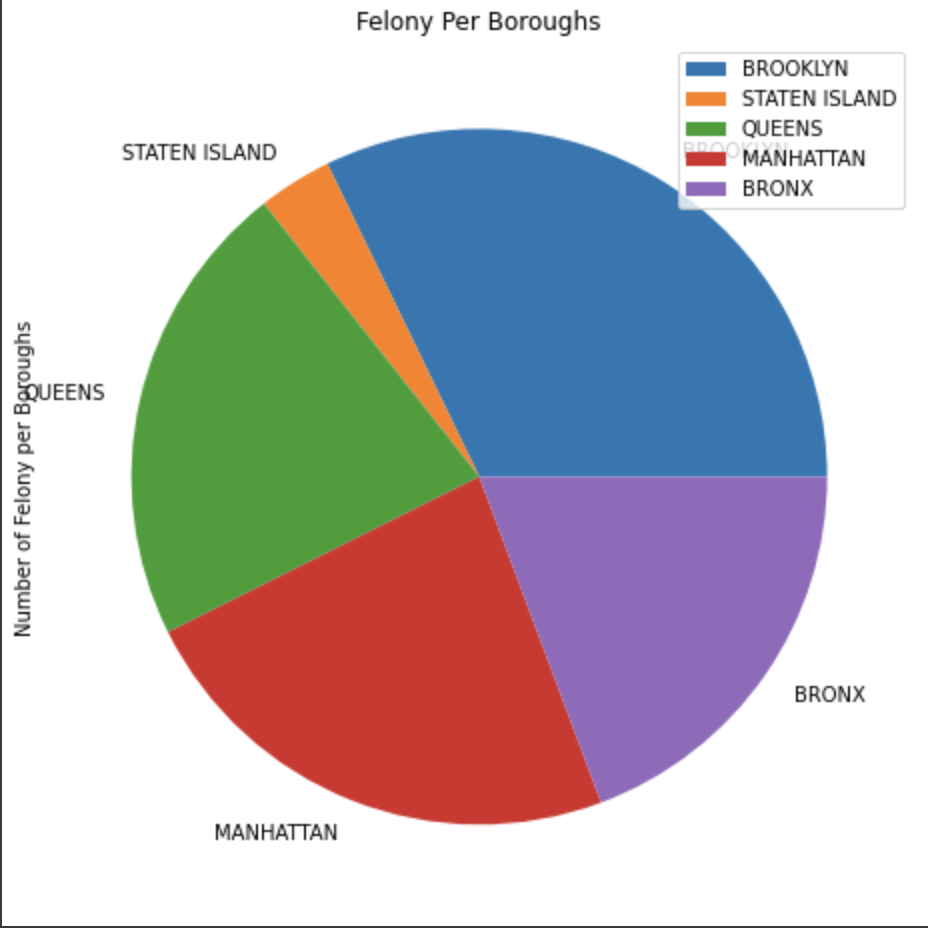 Felony Per Boroughs
BROOKLYN
STATEN ISLAND
QUEENS
MANHATTAN
BRONX
BROOKLYN
STATEN ISLAND
QUEENS
Number of Felony per Boroughs
BRONX
MANHATTAN